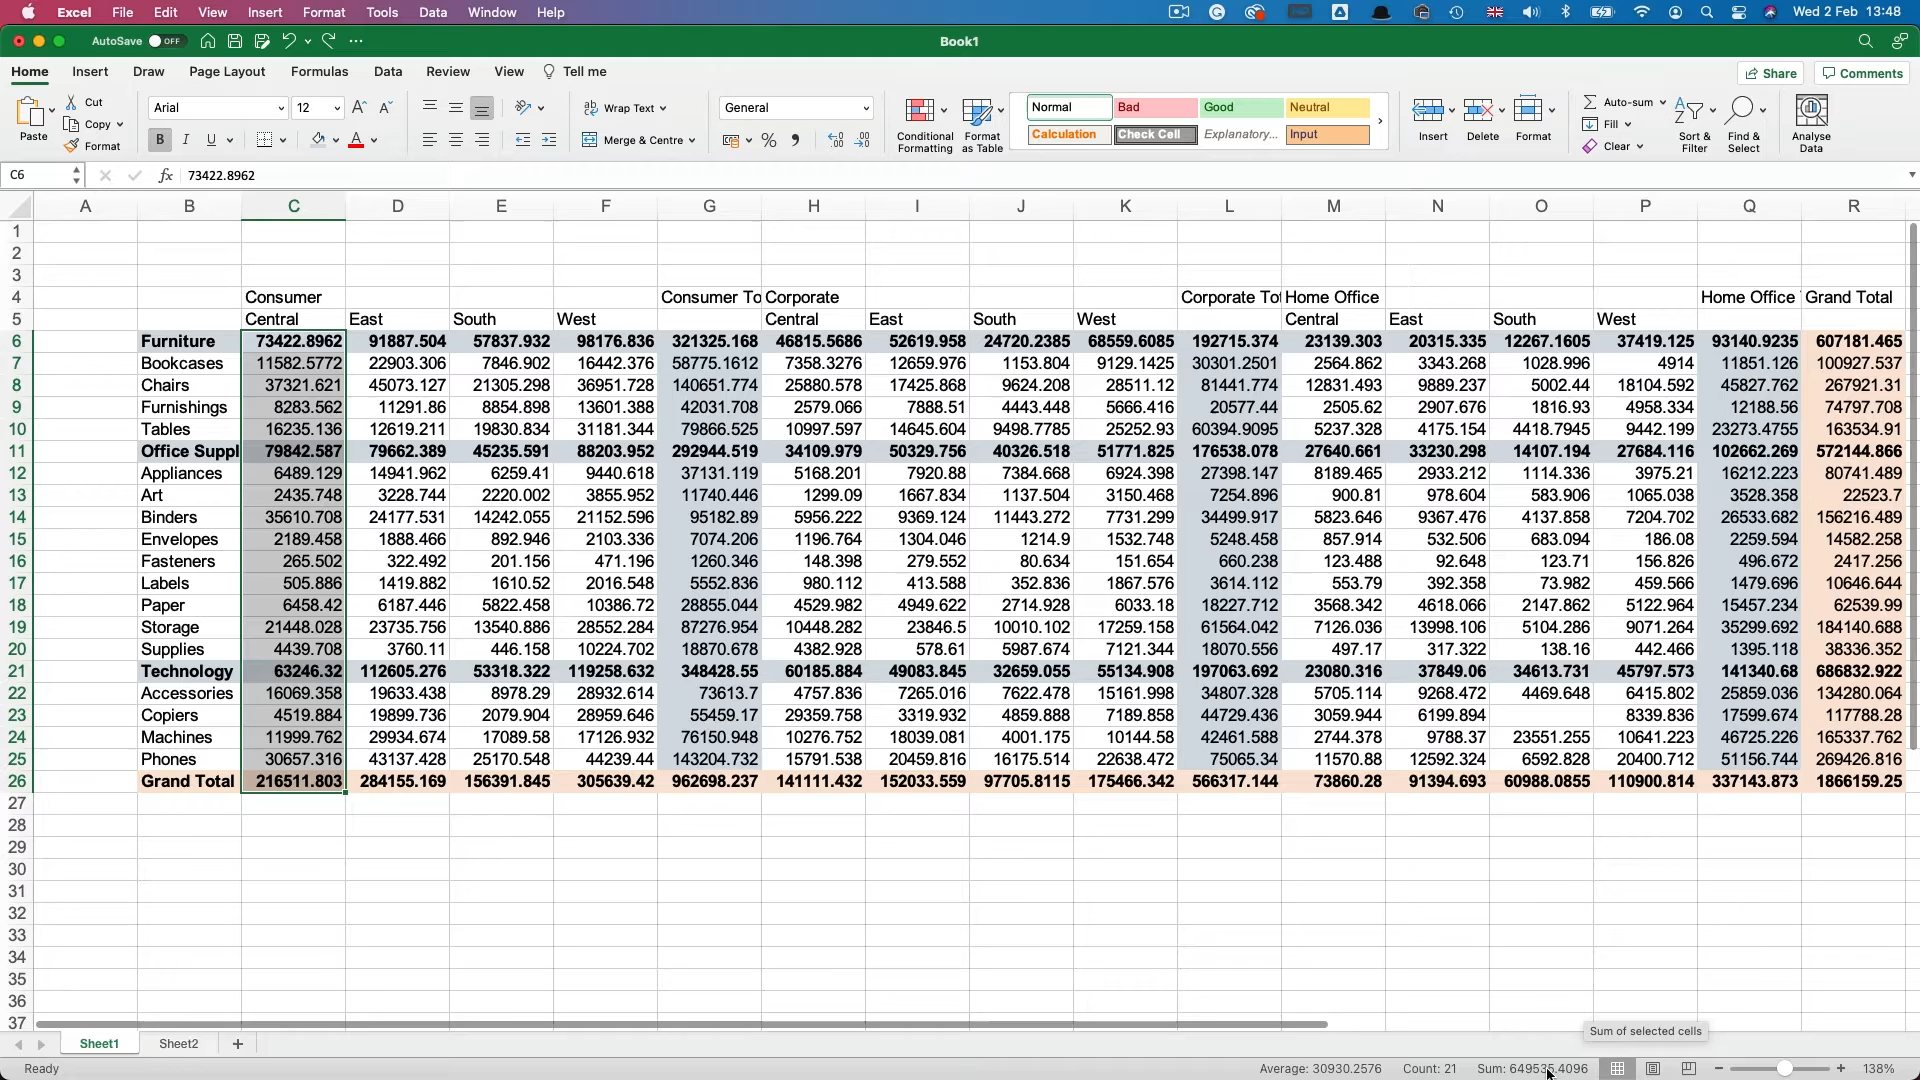 Excel File Edit View Insert Format Tools Data Window Help Wed 2 Feb 13:48
AutoSave OFF Book1
Home Insert Draw Page Layout Formulas Data Review View Tell me Share Comments
Paste Cut Copy Format
Arial 12
B I U A
Wrap Text
Merge & Centre
General
Conditional Formatting
Format as Table
Normal Bad Good Neutral
Calculation Check Cell Explanatory... Input
Insert Delete Format
Auto-sum
Fill
Clear
Sort & Filter
Find & Select
Analyse Data
C6 fx 73422.8962
A B C D E F G H I J K L M N O P Q R
1
2
3
4 Consumer Consumer To Corporate Corporate Tot Home Office Home Office Grand Total
5 Central East South West Central East South West Central East South West
6 Furniture 73422.8962 91887.504 57837.932 98176.836 321325.168 46815.5686 52619.958 24720.2385 68559.6085 192715.374 23139.303 20315.335 12267.1605 37419.125 93140.9235 607181.465
7 Bookcases 11582.5772 22903.306 7846.902 16442.376 58775.1612 7358.3276 12659.976 1153.804 9129.1425 30301.2501 2564.862 3343.268 1028.996 4914 11851.126 100927.537
8 Chairs 37321.621 45073.127 21305.298 36951.728 140651.774 25880.578 17425.868 9624.208 28511.12 81441.774 12831.493 9889.237 5002.44 18104.592 45827.762 267921.31
9 Furnishings 8283.562 11291.86 8854.898 13601.388 42031.708 2579.066 7888.51 4443.448 5666.416 20577.44 2505.62 2907.676 1816.93 4958.334 12188.56 74797.708
10 Tables 16235.136 12619.211 19830.834 31181.344 79866.525 10997.597 14645.604 9498.7785 25252.93 60394.9095 5237.328 4175.154 4418.7945 9442.199 23273.4755 163534.91
11 Office Suppl 79842.587 79662.389 45235.591 88203.952 292944.519 34109.979 50329.756 40326.518 51771.825 176538.078 27640.661 33230.298 14107.194 27684.116 102662.269 572144.866
12 Appliances 6489.129 14941.962 6259.41 9440.618 37131.119 5168.201 7920.88 7384.668 6924.398 27398.147 8189.465 2933.212 1114.336 3975.21 16212.223 80741.489
13 Art 2435.748 3228.744 2220.002 3855.952 11740.446 1299.09 1667.834 1137.504 3150.468 7254.896 900.81 978.604 583.906 1065.038 3528.358 22523.7
14 Binders 35610.708 24177.531 14242.055 21152.596 95182.89 5956.222 9369.124 11443.272 7731.299 34499.917 5823.646 9367.476 4137.858 7204.702 26533.682 156216.489
15 Envelopes 2189.458 1888.466 892.946 2103.336 7074.206 1196.764 1304.046 1214.9 1532.748 5248.458 857.914 532.506 683.094 186.08 2259.594 14582.258
16 Fasteners 265.502 322.492 201.156 471.196 1260.346 148.398 279.552 80.634 151.654 660.238 123.488 92.648 123.71 156.826 496.672 2417.256
17 Labels 505.886 1419.882 1610.52 2016.548 5552.836 980.112 413.588 352.836 1867.576 3614.112 553.79 392.358 73.982 459.566 1479.696 10646.644
18 Paper 6458.42 6187.446 5822.458 10386.72 28855.044 4529.982 4949.622 2714.928 6033.18 18227.712 3568.342 4618.066 2147.862 5122.964 15457.234 62539.99
19 Storage 21448.028 23735.756 13540.886 28552.284 87276.954 10448.282 23846.5 10010.102 17259.158 61564.042 7126.036 13998.106 5104.286 9071.264 35299.692 184140.688
20 Supplies 4439.708 3760.11 446.158 10224.702 18870.678 4382.928 578.61 5987.674 7121.344 18070.556 497.17 317.322 138.16 442.466 1395.118 38336.352
21 Technology 63246.32 112605.276 53318.322 119258.632 348428.55 60185.884 49083.845 32659.055 55134.908 197063.692 23080.316 37849.06 34613.731 45797.573 141340.68 686832.922
22 Accessories 16069.358 19633.438 8978.29 28932.614 73613.7 4757.836 7265.016 7622.478 15161.998 34807.328 5705.114 9268.472 4469.648 6415.802 25859.036 134280.064
23 Copiers 4519.884 19899.736 2079.904 28959.646 55459.17 29359.758 3319.932 4859.888 7189.858 44729.436 3059.944 6199.894 8339.836 17599.674 117788.28
24 Machines 11999.762 29934.674 17089.58 17126.932 76150.948 10276.752 18039.081 4001.175 10144.58 42461.588 2744.378 9788.37 23551.255 10641.223 46725.226 165337.762
25 Phones 30657.316 43137.428 25170.548 44239.44 143204.732 15791.538 20459.816 16175.514 22638.472 75065.34 11570.88 12592.324 6592.828 20400.712 51156.744 269426.816
26 Grand Total 216511.803 284155.169 156391.845 305639.42 962698.237 141111.432 152033.559 97705.8115 175466.342 566317.144 73860.28 91394.693 60988.0855 110900.814 337143.873 1866159.25
27
28
29
30
31
32
33
34
35
36
37
Sum of selected cells
Sheet1 Sheet2 +
Ready Average: 30930.2576 Count: 21 Sum: 649535.4096 138%